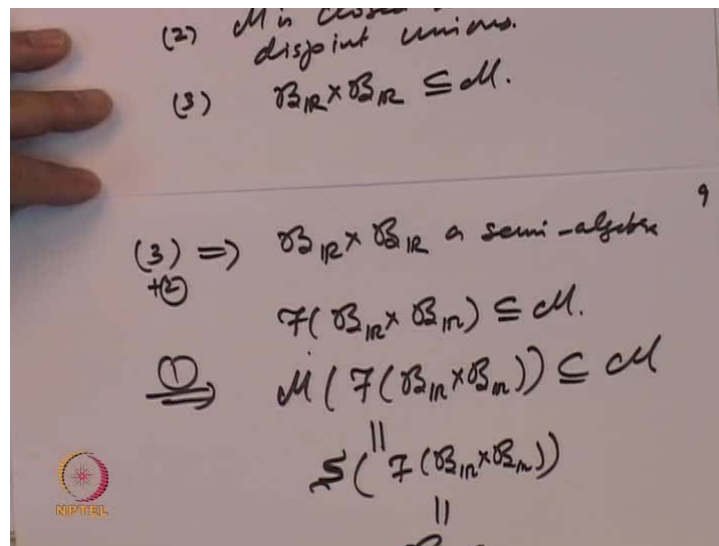 (2) M is closed
disjoint unions.
(3) 𝓑_ℝ × 𝓑_ℝ ⊆ M.
9
(3) ⇒ 𝓑_ℝ × 𝓑_ℝ a semi-algebra
+(2)
F(𝓑_ℝ × 𝓑_ℝ) ⊆ M.
(1) ⇒ M(F(𝓑_ℝ × 𝓑_ℝ)) ⊆ M
||
S(F(𝓑_ℝ × 𝓑_ℝ))
||
NPTEL